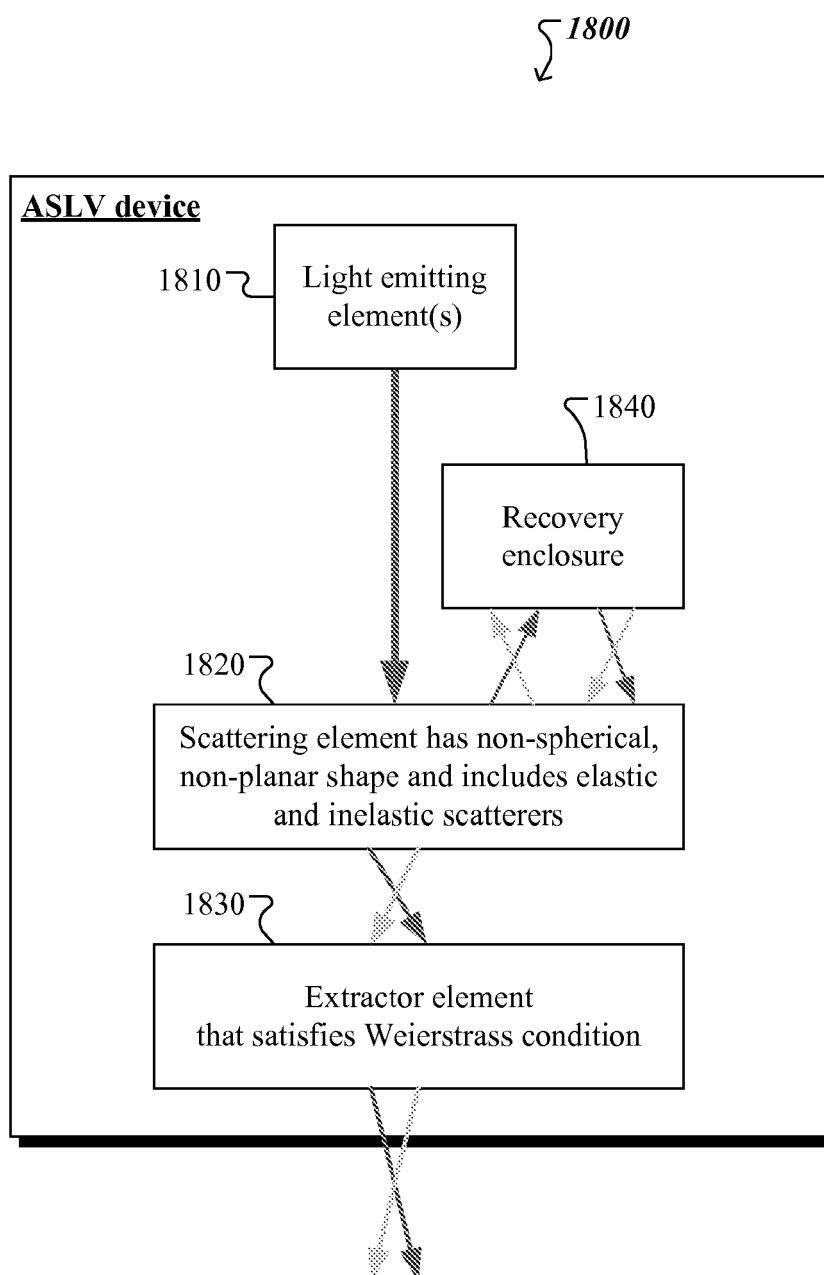 1800
ASLV device
1810
Light emitting
element(s)
1840
Recovery
enclosure
1820
Scattering element has non-spherical,
non-planar shape and includes elastic
and inelastic scatterers
1830
Extractor element
that satisfies Weierstrass condition